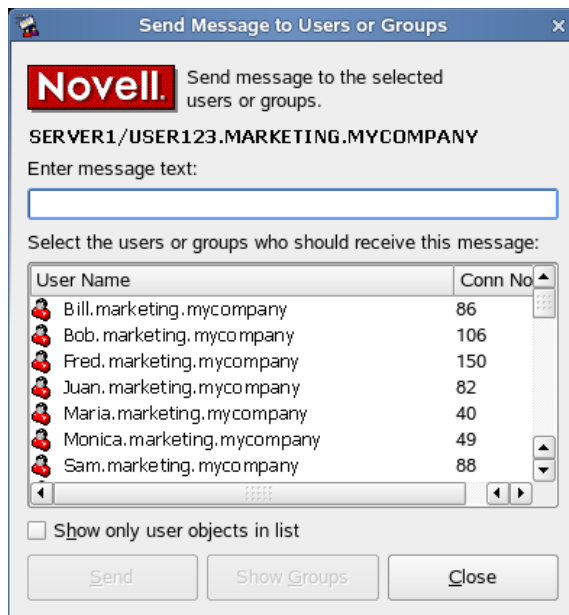 Send Message to Users or Groups
Novell.
Send message to the selected
users or groups.
SERVER1/USER123.MARKETING.MYCOMPANY
Enter message text:
Select the users or groups who should receive this message:
User Name Conn No
Bill.marketing.mycompany 86
Bob.marketing.mycompany 106
Fred.marketing.mycompany 150
Juan.marketing.mycompany 82
Maria.marketing.mycompany 40
Monica.marketing.mycompany 49
Sam.marketing.mycompany 88
Show only user objects in list
Send Show Groups Close